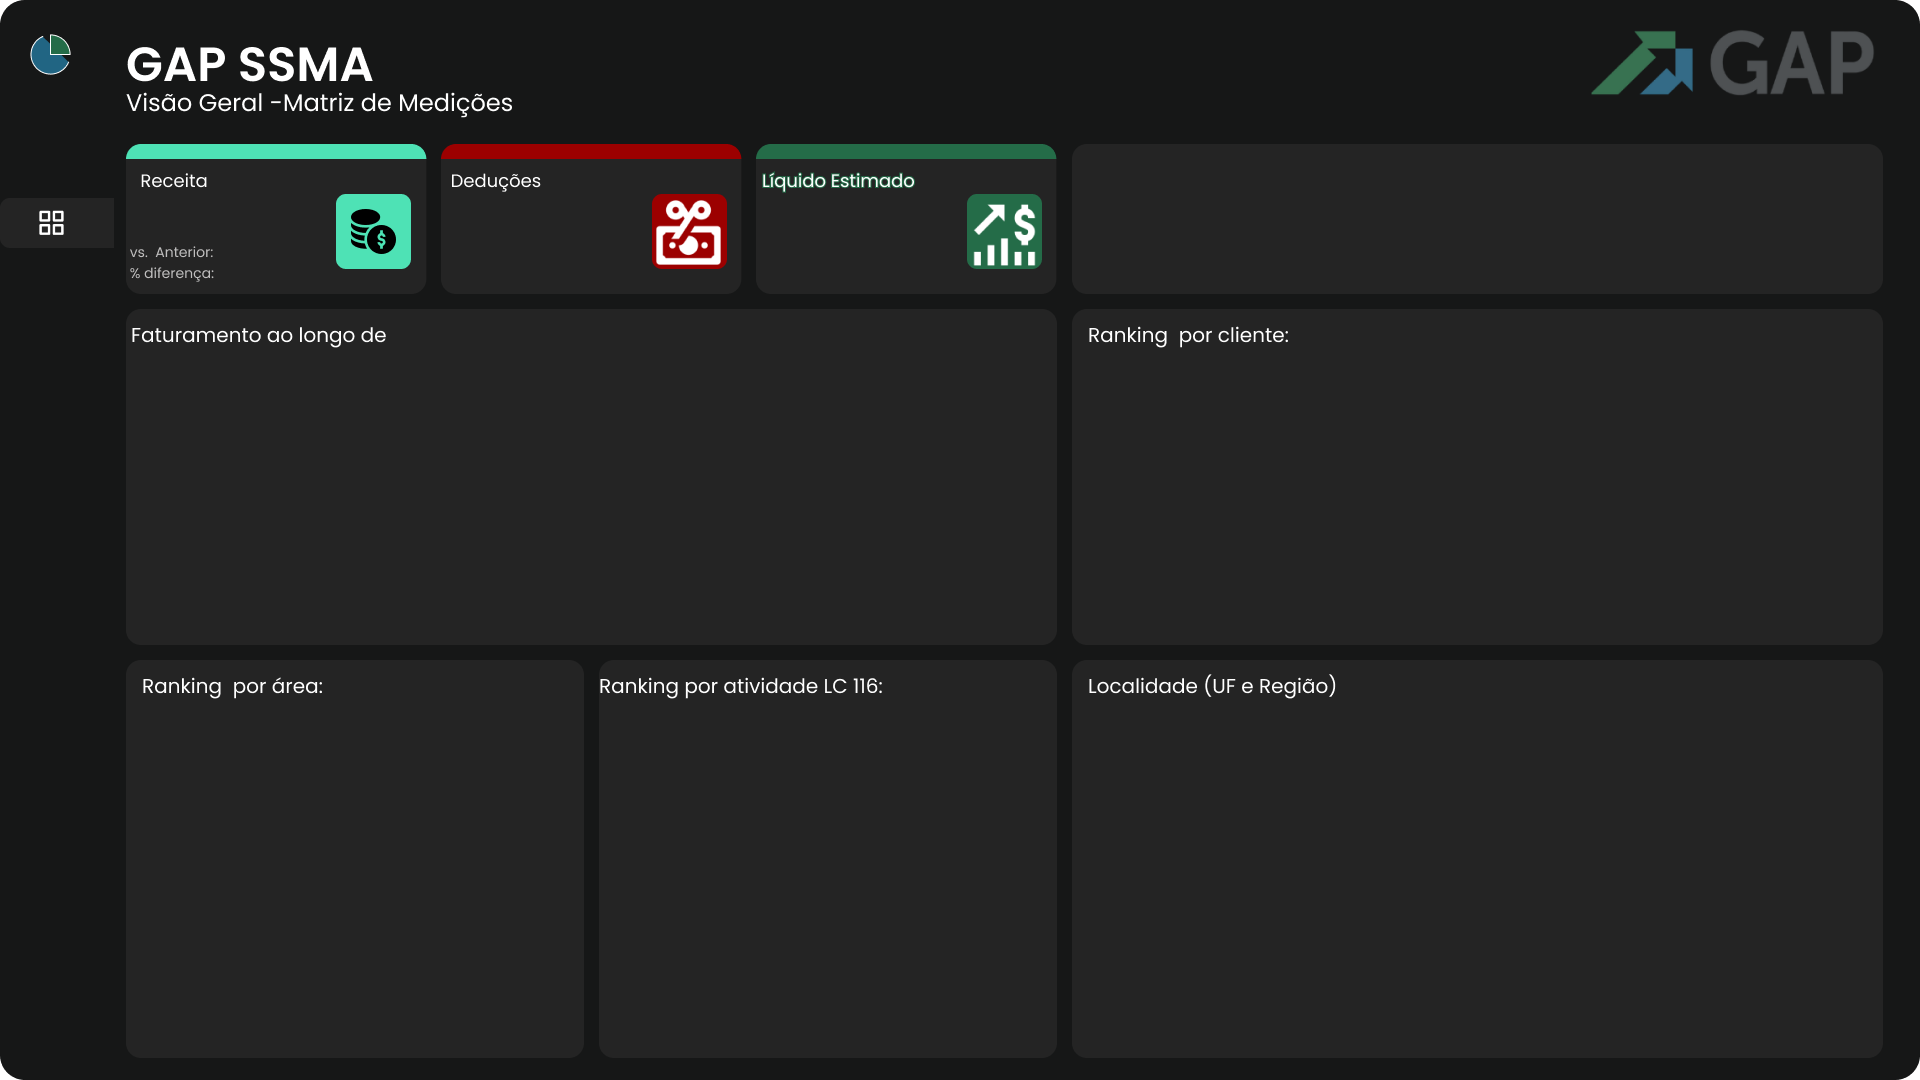 GAP SSMA
Visão Geral -Matriz de Medições
GAP
Receita
vs. Anterior:
% diferença:
Deduções
Líquido Estimado
Faturamento ao longo de
Ranking por cliente:
Ranking por área:
Ranking por atividade LC 116:
Localidade (UF e Região)